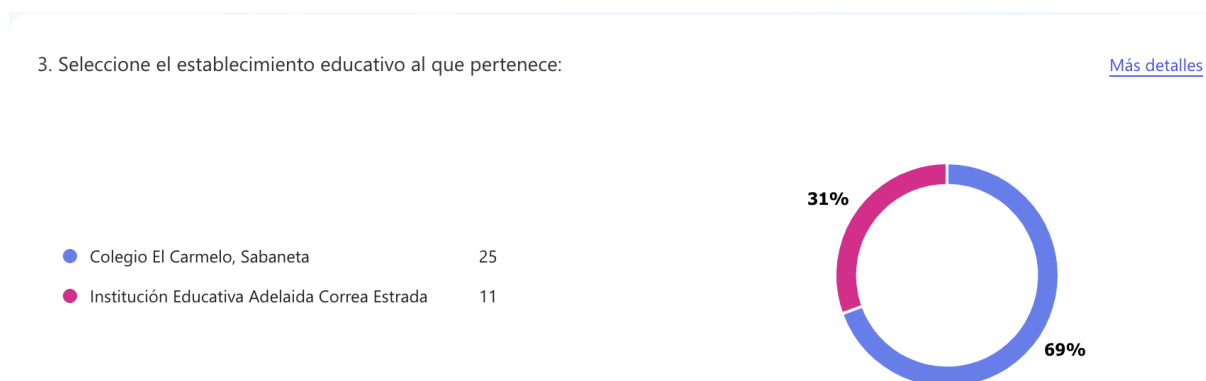 3. Seleccione el establecimiento educativo al que pertenece:
Más detalles
31%
Colegio El Carmelo, Sabaneta 25
Institución Educativa Adelaida Correa Estrada 11
69%